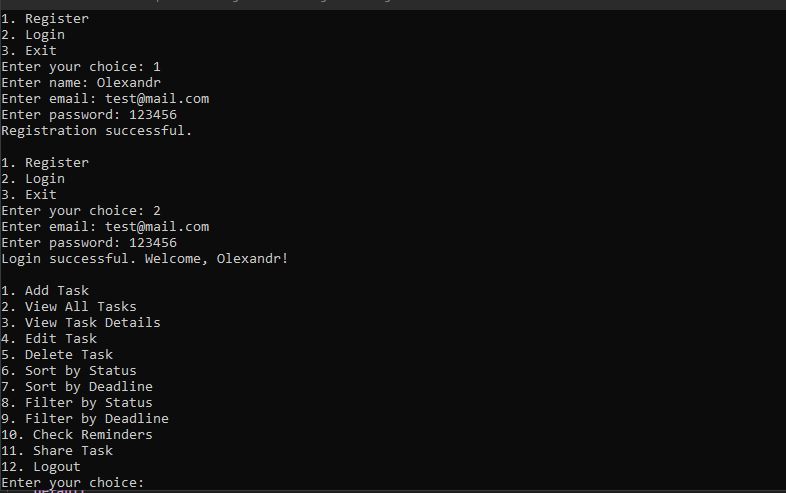 1. Register
2. Login
3. Exit
Enter your choice: 1
Enter name: Olexandr
Enter email: test@mail.com
Enter password: 123456
Registration successful.
1. Register
2. Login
3. Exit
Enter your choice: 2
Enter email: test@mail.com
Enter password: 123456
Login successful. Welcome, Olexandr!
1. Add Task
2. View All Tasks
3. View Task Details
4. Edit Task
5. Delete Task
6. Sort by Status
7. Sort by Deadline
8. Filter by Status
9. Filter by Deadline
10. Check Reminders
11. Share Task
12. Logout
Enter your choice: